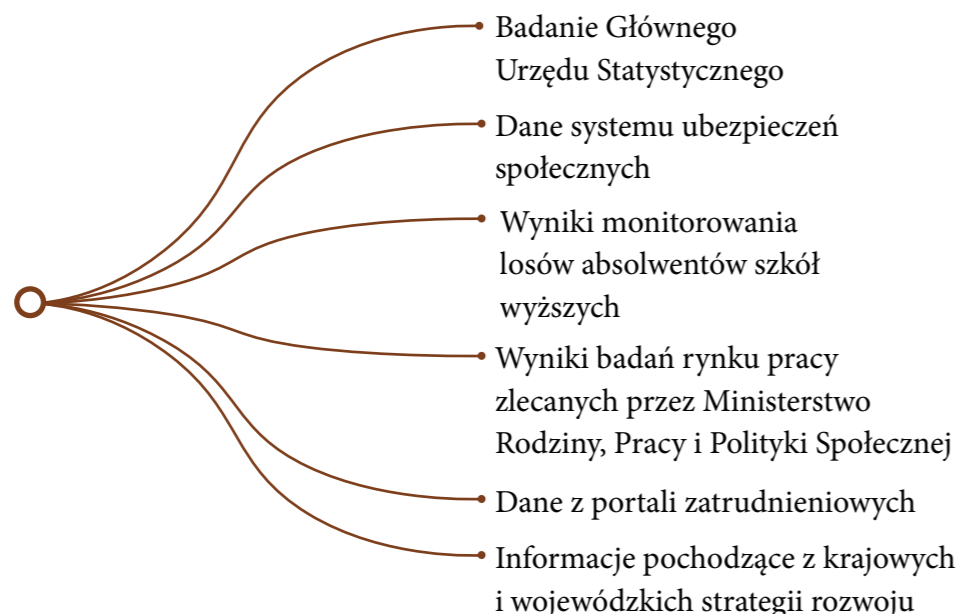 Badanie Głównego
Urzędu Statystycznego
Dane systemu ubezpieczeń
społecznych
Wyniki monitorowania
losów absolwentów szkół
wyższych
Wyniki badań rynku pracy
zlecanych przez Ministerstwo
Rodziny, Pracy i Polityki Społecznej
Dane z portali zatrudnieniowych
Informacje pochodzące z krajowych
i wojewódzkich strategii rozwoju